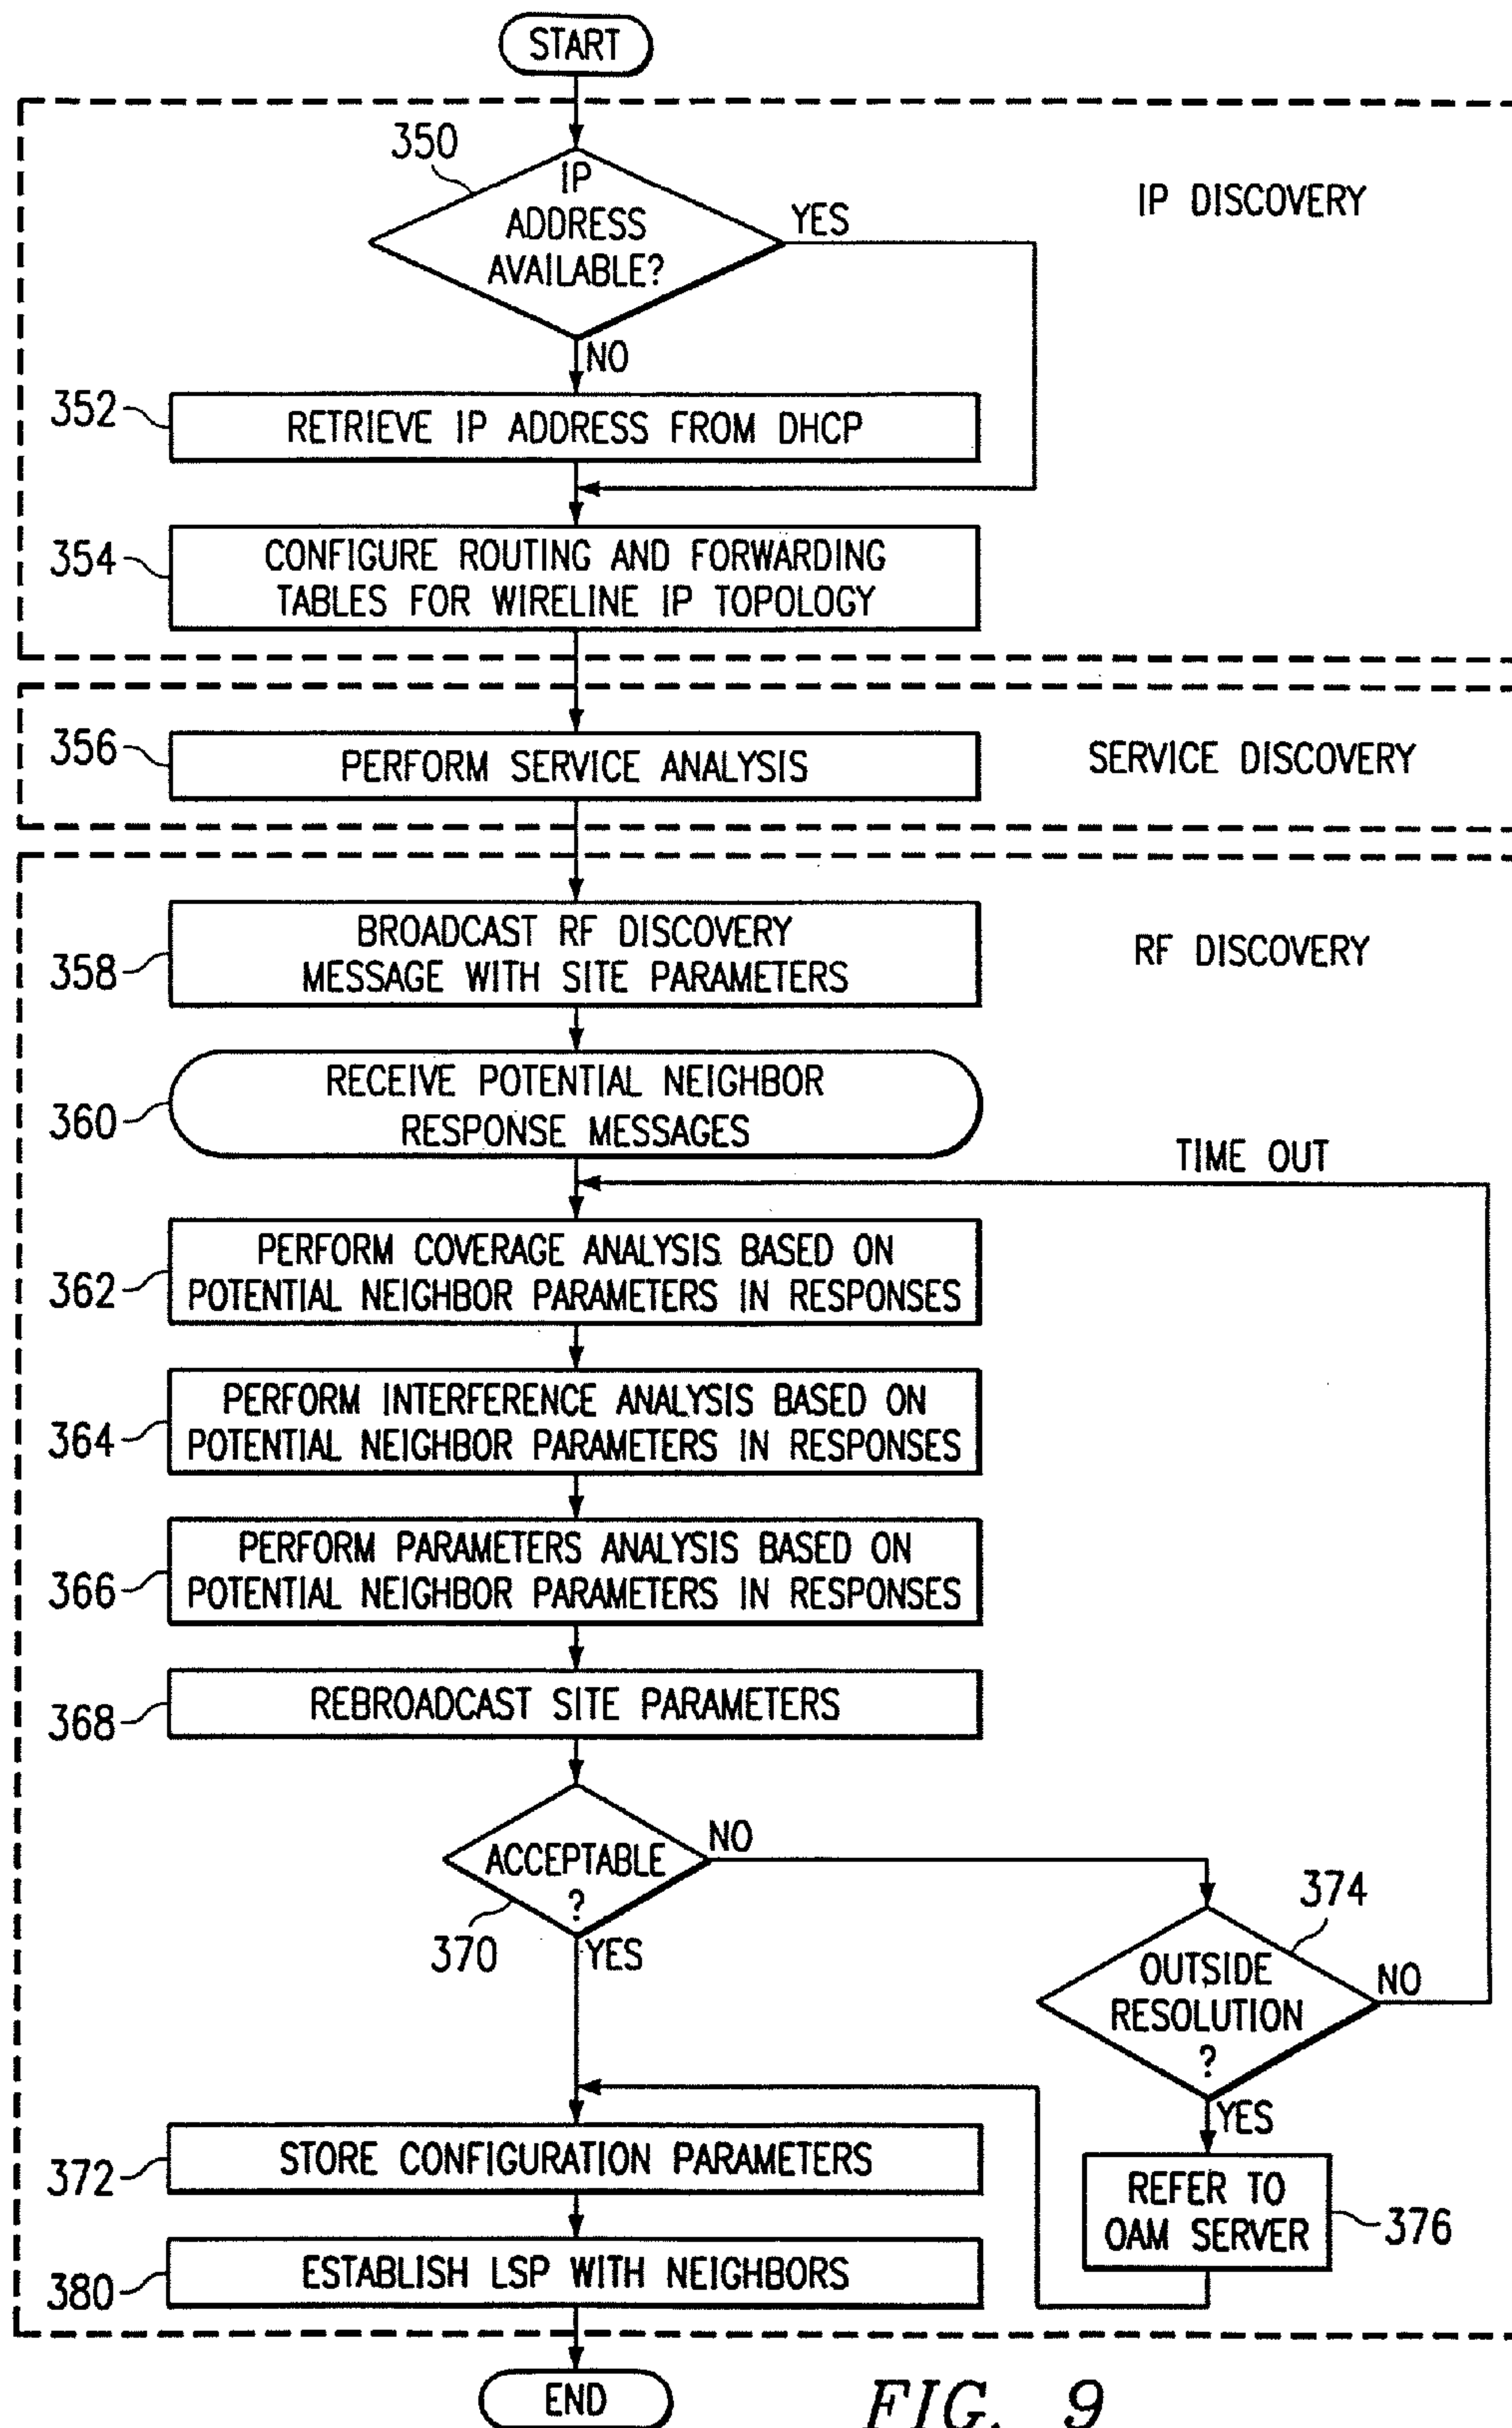 START
350
IP
ADDRESS
AVAILABLE?
YES
IP DISCOVERY
NO
352
RETRIEVE IP ADDRESS FROM DHCP
354
CONFIGURE ROUTING AND FORWARDING
TABLES FOR WIRELINE IP TOPOLOGY
356
PERFORM SERVICE ANALYSIS
SERVICE DISCOVERY
358
BROADCAST RF DISCOVERY
MESSAGE WITH SITE PARAMETERS
RF DISCOVERY
360
RECEIVE POTENTIAL NEIGHBOR
RESPONSE MESSAGES
TIME OUT
362
PERFORM COVERAGE ANALYSIS BASED ON
POTENTIAL NEIGHBOR PARAMETERS IN RESPONSES
364
PERFORM INTERFERENCE ANALYSIS BASED ON
POTENTIAL NEIGHBOR PARAMETERS IN RESPONSES
366
PERFORM PARAMETERS ANALYSIS BASED ON
POTENTIAL NEIGHBOR PARAMETERS IN RESPONSES
368
REBROADCAST SITE PARAMETERS
ACCEPTABLE
?
NO
370
YES
374
OUTSIDE
RESOLUTION
?
NO
YES
372
STORE CONFIGURATION PARAMETERS
REFER TO
OAM SERVER
376
380
ESTABLISH LSP WITH NEIGHBORS
END
FIG. 9